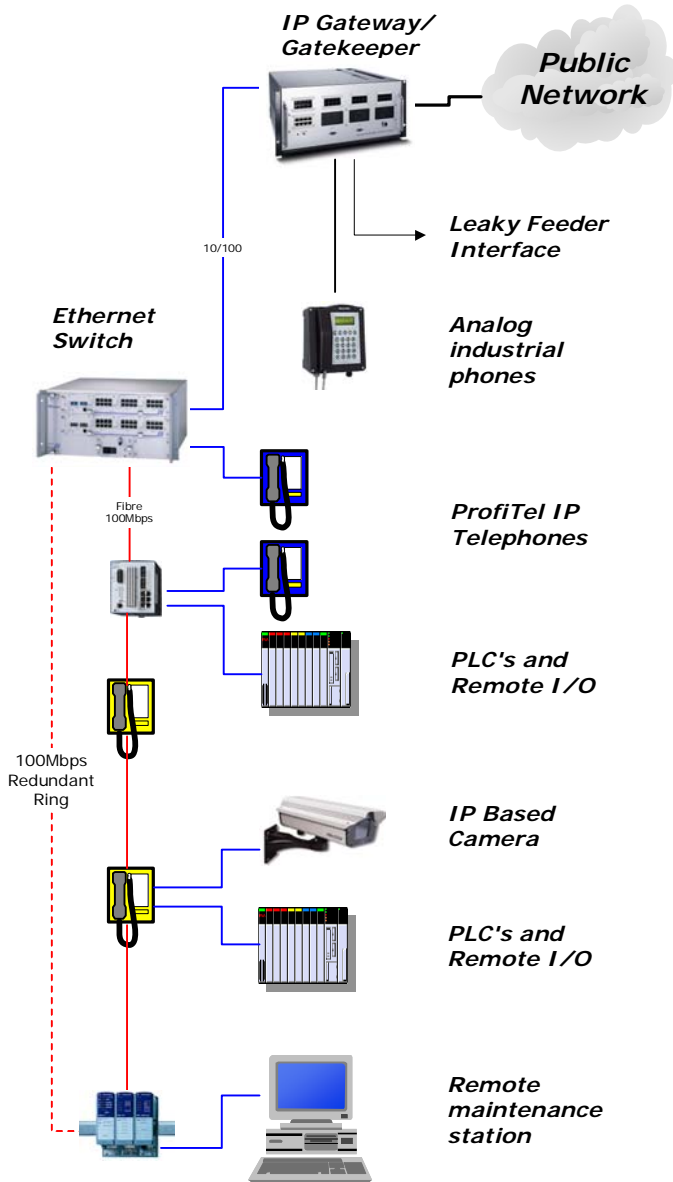 IP Gateway/
Gatekeeper
Public
Network
10/100
Leaky Feeder
Interface
Ethernet
Switch
Analog
industrial
phones
Fibre
100Mbps
ProfiTel IP
Telephones
PLC's and
Remote I/O
100Mbps
Redundant
Ring
IP Based
Camera
PLC's and
Remote I/O
Remote
maintenance
station